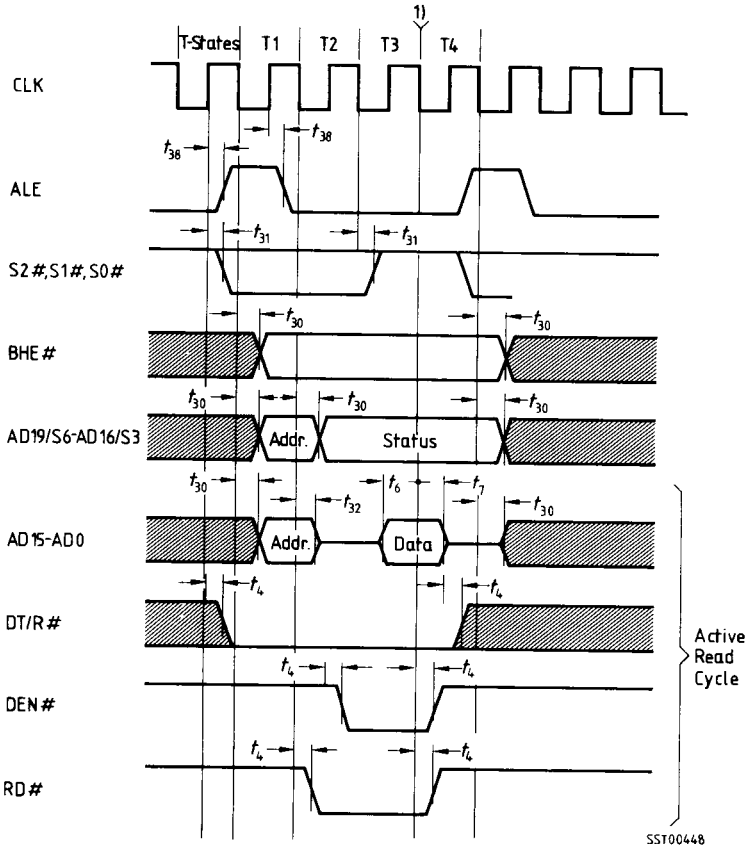 1)
T-States T1 T2 T3 T4
CLK
t38
t38
ALE
t31 t31
S2#,S1#,S0#
t30 t30
BHE#
t30 t30 t30
AD19/S6-AD16/S3 Addr. Status
t30 t32 t6 t7 t30
AD15-AD0 Addr. Data
t4 t4
DT/R#
Active
Read
Cycle
t4 t4
DEN#
t4 t4
RD#
SST00448